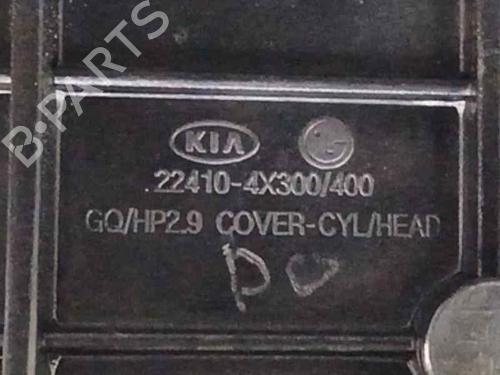 KIA
22410-4X300/400
GQ/HP2.9 COVER-CYL/HEAD
B-PARTS